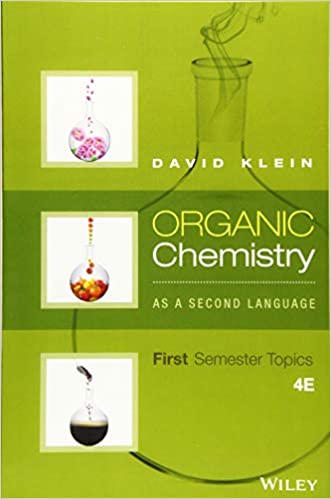 DAVID KLEIN
ORGANIC
Chemistry
AS A SECOND LANGUAGE
First Semester Topics
4E
WILEY